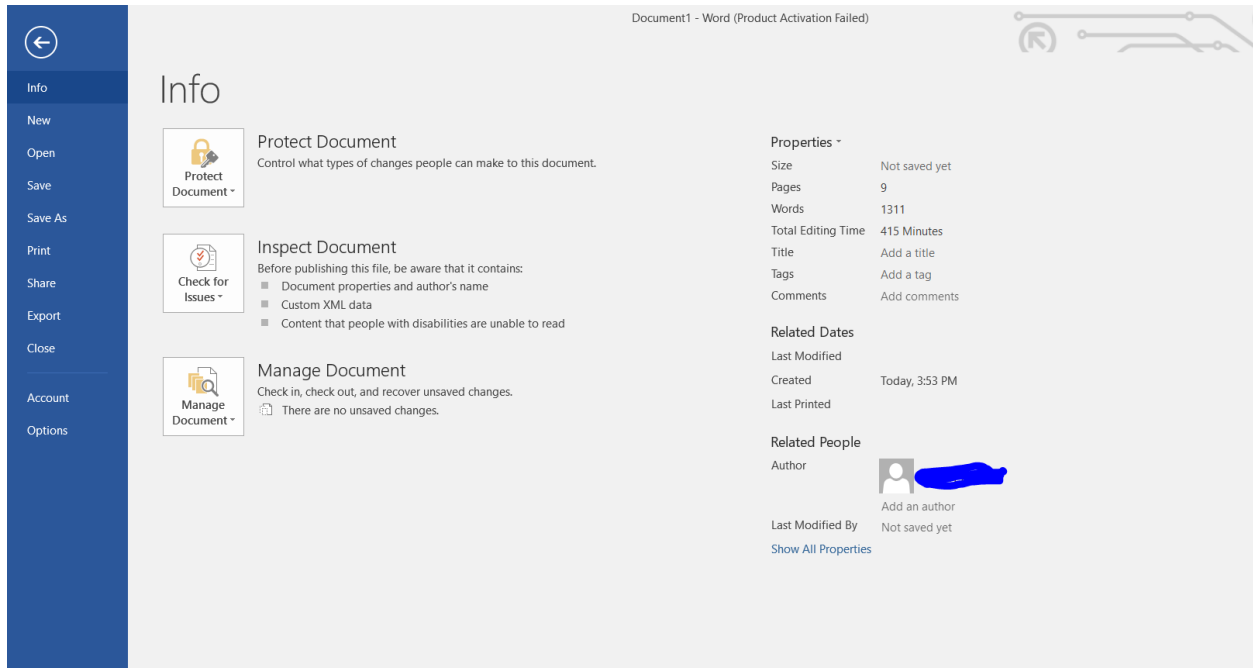 Document1 - Word (Product Activation Failed)
Info
New
Open
Save
Save As
Print
Share
Export
Close
Account
Options
Info
Protect Document
Protect Document
Control what types of changes people can make to this document.
Check for Issues
Inspect Document
Before publishing this file, be aware that it contains:
Document properties and author's name
Custom XML data
Content that people with disabilities are unable to read
Manage Document
Manage Document
Check in, check out, and recover unsaved changes.
There are no unsaved changes.
Properties
Size Not saved yet
Pages 9
Words 1311
Total Editing Time 415 Minutes
Title Add a title
Tags Add a tag
Comments Add comments
Related Dates
Last Modified
Created Today, 3:53 PM
Last Printed
Related People
Author
Add an author
Last Modified By Not saved yet
Show All Properties